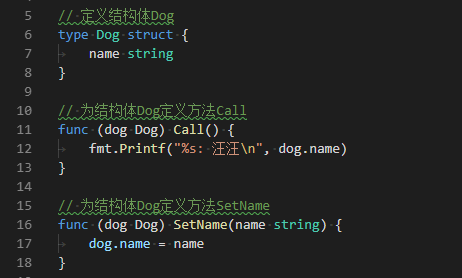 5 // 定义结构体Dog
6 type Dog struct {
7 name string
8 }
9
10 // 为结构体Dog定义方法Call
11 func (dog Dog) Call() {
12 fmt.Printf("%s: 汪汪\n", dog.name)
13 }
14
15 // 为结构体Dog定义方法SetName
16 func (dog Dog) SetName(name string) {
17 dog.name = name
18 }